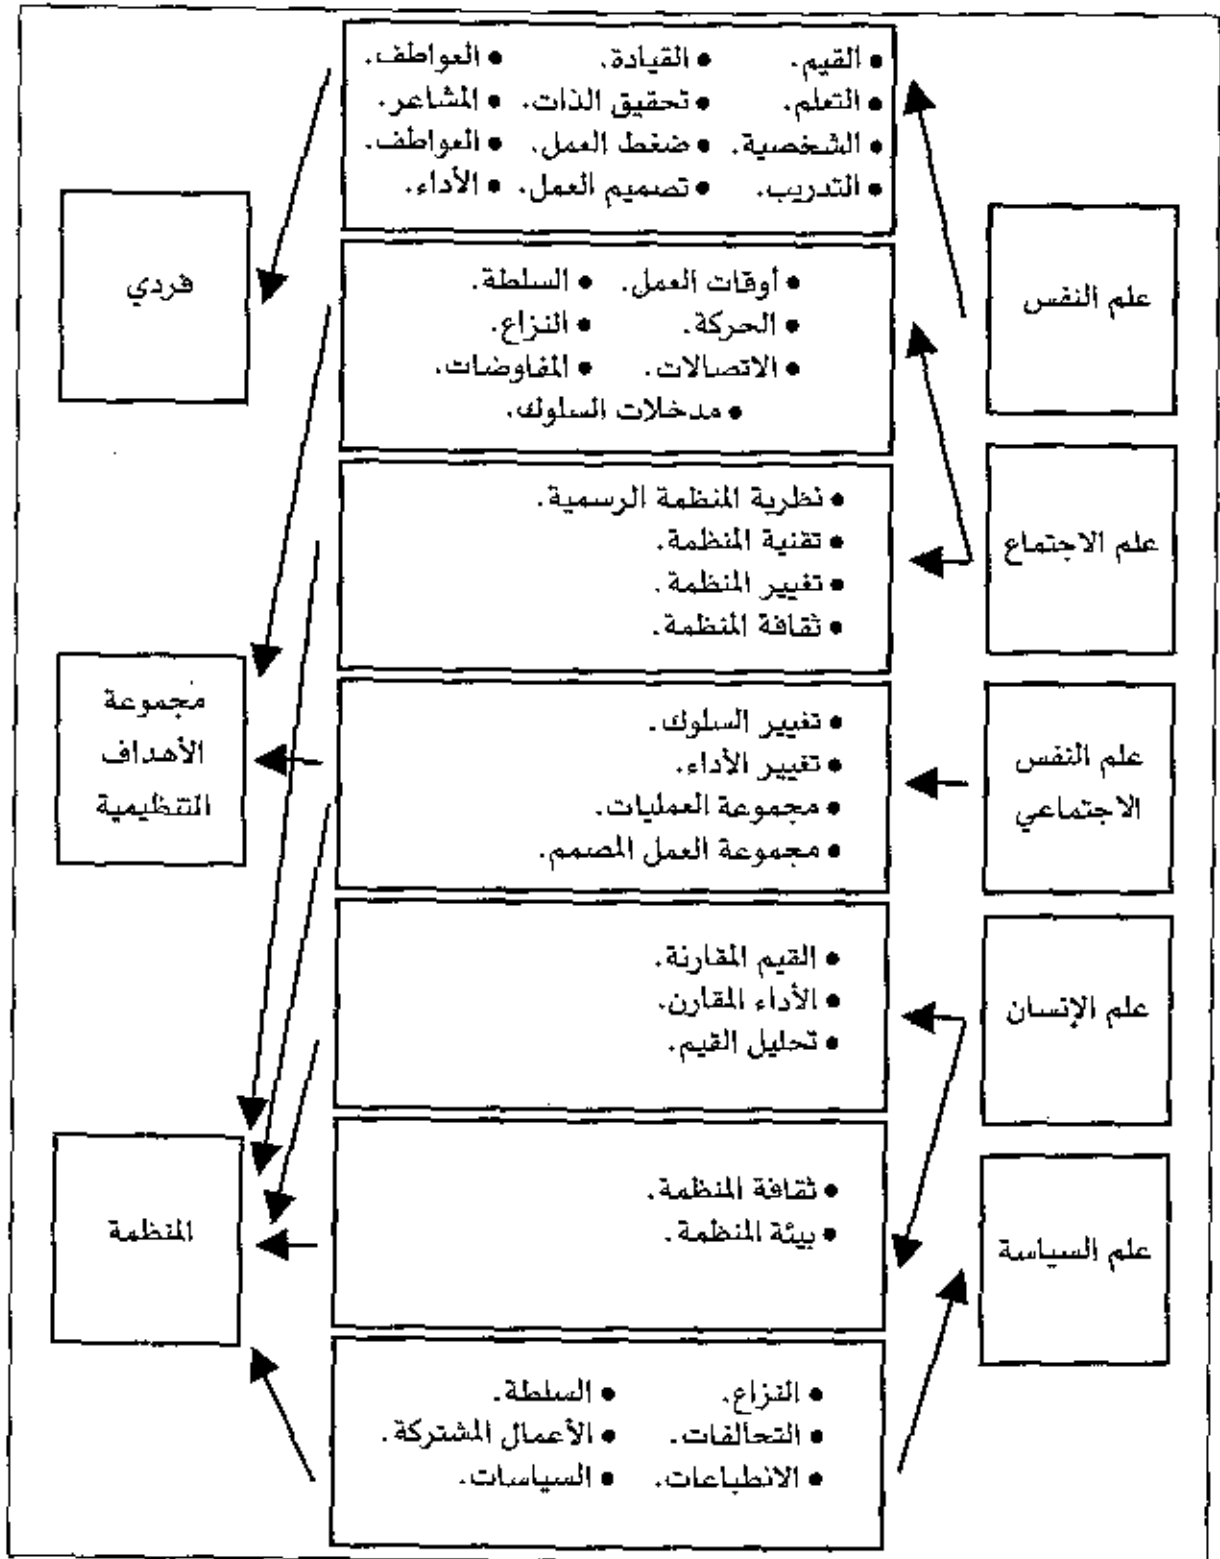 علم النفس
علم الاجتماع
علم النفس
الاجتماعي
علم الإنسان
علم السياسة
• القيم. • القيادة. • العواطف.
• التعلم. • تحقيق الذات. • المشاعر.
• الشخصية. • ضغط العمل. • العواطف.
• التدريب. • تصميم العمل. • الأداء.
• أوقات العمل. • السلطة.
• الحركة. • النزاع.
• الاتصالات. • المفاوضات.
• مدخلات السلوك.
• نظرية المنظمة الرسمية.
• تقنية المنظمة.
• تغيير المنظمة.
• ثقافة المنظمة.
• تغيير السلوك.
• تغيير الأداء.
• مجموعة العمليات.
• مجموعة العمل المصمم.
• القيم المقارنة.
• الأداء المقارن.
• تحليل القيم.
• ثقافة المنظمة.
• بيئة المنظمة.
• النزاع. • السلطة.
• التحالفات. • الأعمال المشتركة.
• الانطباعات. • السياسات.
فردي
مجموعة
الأهداف
التنظيمية
المنظمة